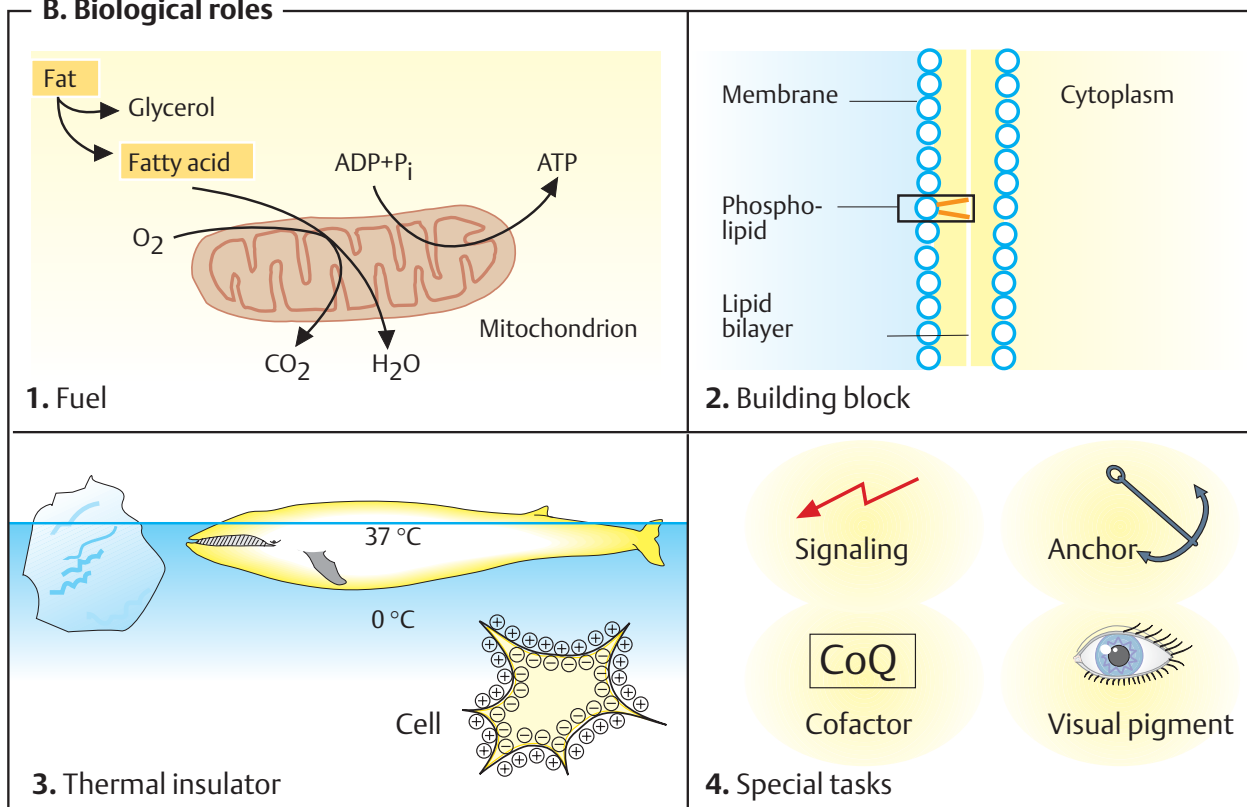 B. Biological roles
Fat
Glycerol
Fatty acid
ADP+Pi
ATP
O2
Mitochondrion
CO2
H2O
1. Fuel
Membrane
Cytoplasm
Phospho-
lipid
Lipid
bilayer
2. Building block
37 °C
0 °C
Cell
3. Thermal insulator
Signaling
Anchor
CoQ
Cofactor
Visual pigment
4. Special tasks